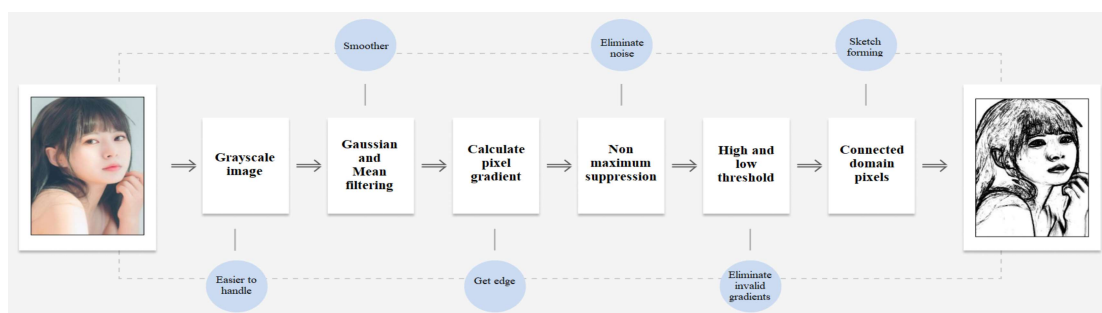 Smoother
Eliminate
noise
Sketch
forming
Grayscale
image
Gaussian
and
Mean
filtering
Calculate
pixel
gradient
Non
maximum
suppression
High and
low
threshold
Connected
domain
pixels
Easier to
handle
Get edge
Eliminate
invalid
gradients